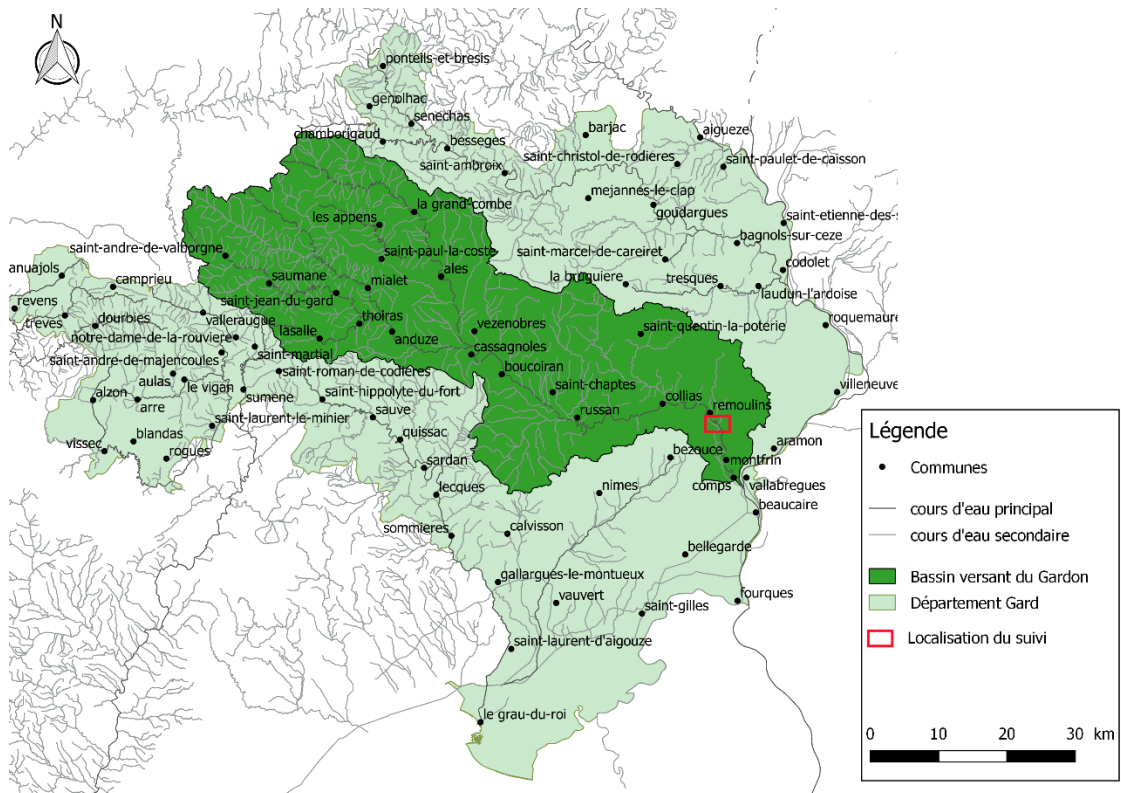 N
pontells-et-bresis
genolhac
senechas
chamborigaud
besseges
saint-ambroix
barjac
aigueze
saint-christol-de-rodieres
saint-paulet-de-caisson
mejannes-le-clap
goudargues
la grand-combe
les appens
saint-etienne-des-s
bagnols-sur-ceze
saint-andre-de-valborgne
saint-paul-la-coste
saint-marcel-de-careiret
codolet
anuajols
camprieu
saumane
mialet
ales
la bruguiere
tresques
laudun-l'ardoise
revens
treves
dourbies
valleraugue
saint-jean-du-gard
thoiras
lasalle
anduze
vezenobres
saint-quentin-la-poterie
roquemaure
notre-dame-de-la-rouviere
saint-andre-de-majencoules
saint-martial
cassagnoles
saint-roman-de-codières
boucoiran
aulas
le vigan
sumene
saint-hippolyte-du-fort
saint-chaptes
villeneuve
alzon
arre
saint-laurent-le-minier
sauve
russan
collias
remoulins
vissec
blandas
rogues
quissac
sardan
bezouce
montfrin
aramon
lecques
nimes
comps
vallabregues
beaucaire
sommieres
calvisson
bellegarde
gallargues-le-montueux
vauvert
saint-gilles
fourques
saint-laurent-d'aigouze
le grau-du-roi
Légende
Communes
cours d'eau principal
cours d'eau secondaire
Bassin versant du Gardon
Département Gard
Localisation du suivi
0 10 20 30 km